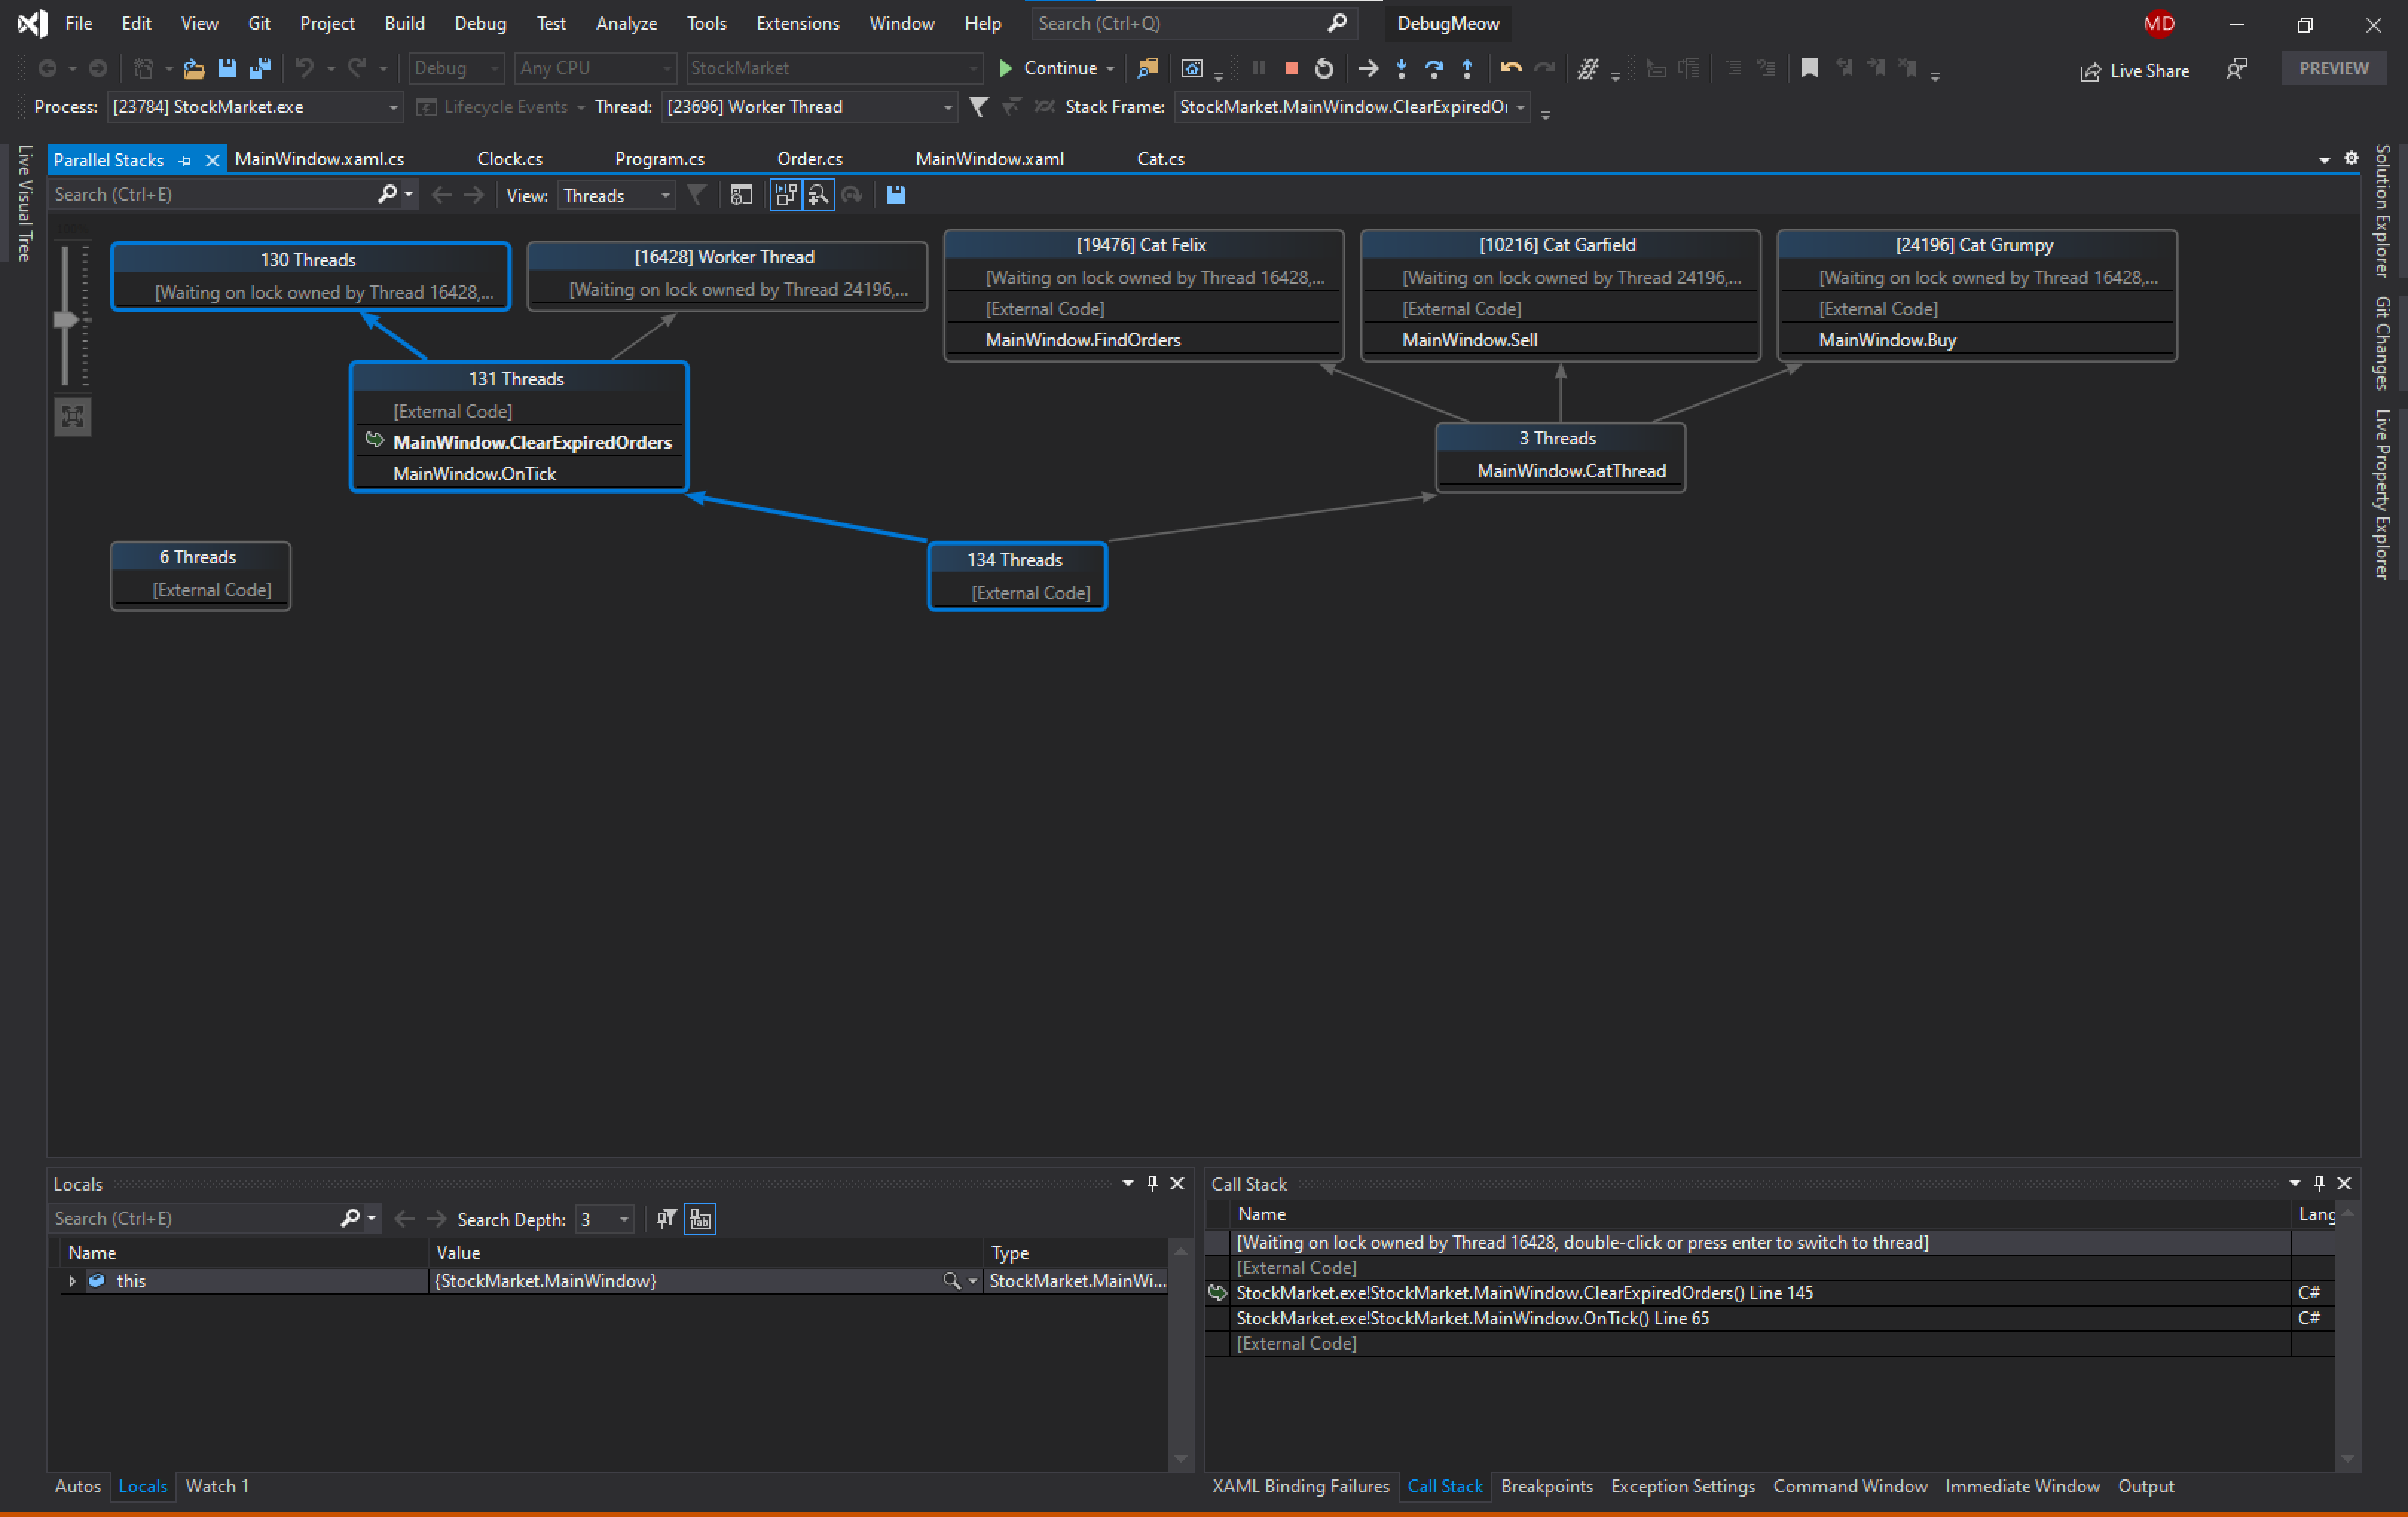 File Edit View Git Project Build Debug Test Analyze Tools Extensions Window Help Search (Ctrl+Q) DebugMeow MD
Debug Any CPU StockMarket Continue Live Share PREVIEW
Process: [23784] StockMarket.exe Lifecycle Events Thread: [23696] Worker Thread Stack Frame: StockMarket.MainWindow.ClearExpiredOr
Live Visual Tree
Parallel Stacks MainWindow.xaml.cs Clock.cs Program.cs Order.cs MainWindow.xaml Cat.cs
Search (Ctrl+E) View: Threads
130 Threads
[Waiting on lock owned by Thread 16428,...
[16428] Worker Thread
[Waiting on lock owned by Thread 24196,...
[19476] Cat Felix
[Waiting on lock owned by Thread 16428,...
[External Code]
MainWindow.FindOrders
[10216] Cat Garfield
[Waiting on lock owned by Thread 24196,...
[External Code]
MainWindow.Sell
[24196] Cat Grumpy
[Waiting on lock owned by Thread 16428,...
[External Code]
MainWindow.Buy
131 Threads
[External Code]
MainWindow.ClearExpiredOrders
MainWindow.OnTick
3 Threads
MainWindow.CatThread
6 Threads
[External Code]
134 Threads
[External Code]
Solution Explorer
Git Changes
Live Property Explorer
Locals
Search (Ctrl+E) Search Depth: 3
Name Value Type
this {StockMarket.MainWindow} StockMarket.MainWi...
Autos Locals Watch 1
Call Stack
Name Lang
[Waiting on lock owned by Thread 16428, double-click or press enter to switch to thread]
[External Code]
StockMarket.exe!StockMarket.MainWindow.ClearExpiredOrders() Line 145 C#
StockMarket.exe!StockMarket.MainWindow.OnTick() Line 65 C#
[External Code]
XAML Binding Failures Call Stack Breakpoints Exception Settings Command Window Immediate Window Output